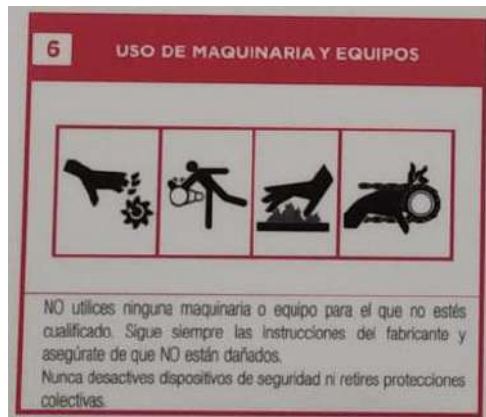 6
USO DE MAQUINARIA Y EQUIPOS
NO utilices ninguna maquinaria o equipo para el que no estés
cualificado. Sigue siempre las instrucciones del fabricante y
asegúrate de que NO están dañados.
Nunca desactives dispositivos de seguridad ni retires protecciones
colectivas.